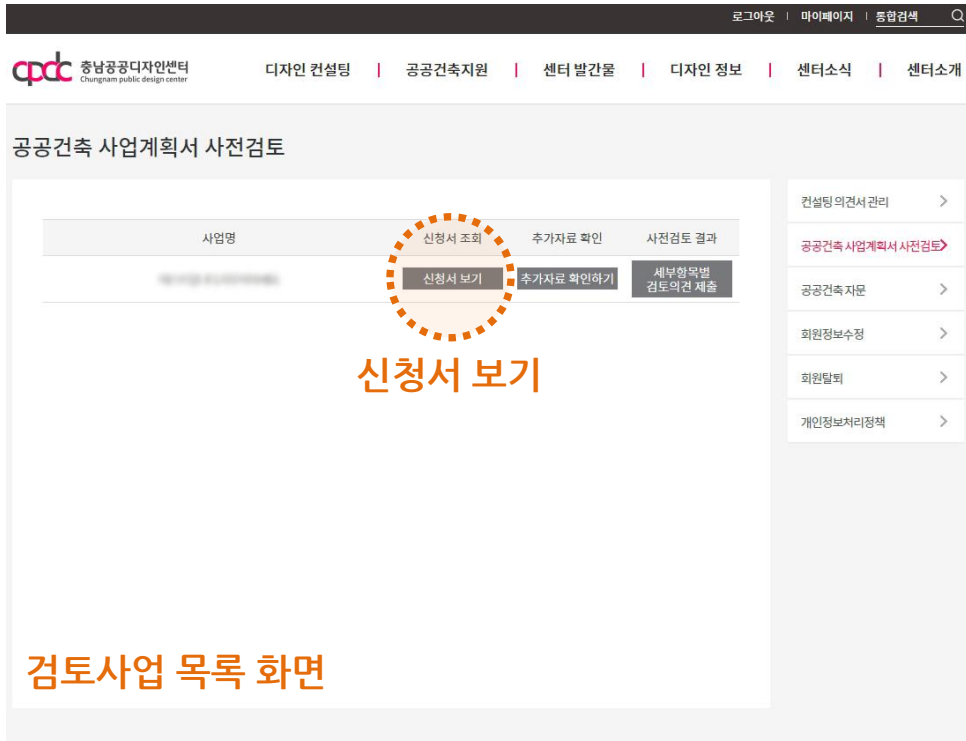 로그아웃 | 마이페이지 | 통합검색
cpdc 충남공공디자인센터
Chungnam public design center
디자인 컨설팅 | 공공건축지원 | 센터 발간물 | 디자인 정보 | 센터소식 | 센터소개
공공건축 사업계획서 사전검토
사업명 신청서 조회 추가자료 확인 사전검토 결과
신청서 보기 추가자료 확인하기 세부항목별
검토의견 제출
신청서 보기
검토사업 목록 화면
컨설팅 의견서 관리
공공건축 사업계획서 사전검토
공공건축 자문
회원정보수정
회원탈퇴
개인정보처리정책